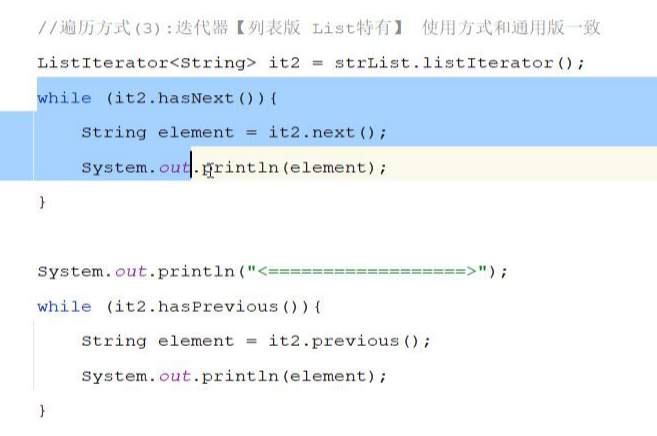 //遍历方式(3):迭代器【列表版 List特有】 使用方式和通用版一致
ListIterator<String> it2 = strList.listIterator();
while (it2.hasNext()){
    String element = it2.next();
    System.out.println(element);
}
System.out.println("<==================>");
while (it2.hasPrevious()){
    String element = it2.previous();
    System.out.println(element);
}